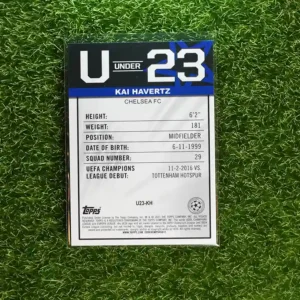 U UNDER 23
KAI HAVERTZ
CHELSEA FC
HEIGHT: 6'2"
WEIGHT: 181
POSITION: MIDFIELDER
DATE OF BIRTH: 6-11-1999
SQUAD NUMBER: 29
UEFA CHAMPIONS 11-2-2016 VS
LEAGUE DEBUT: TOTTENHAM HOTSPUR
U23-KH
Topps